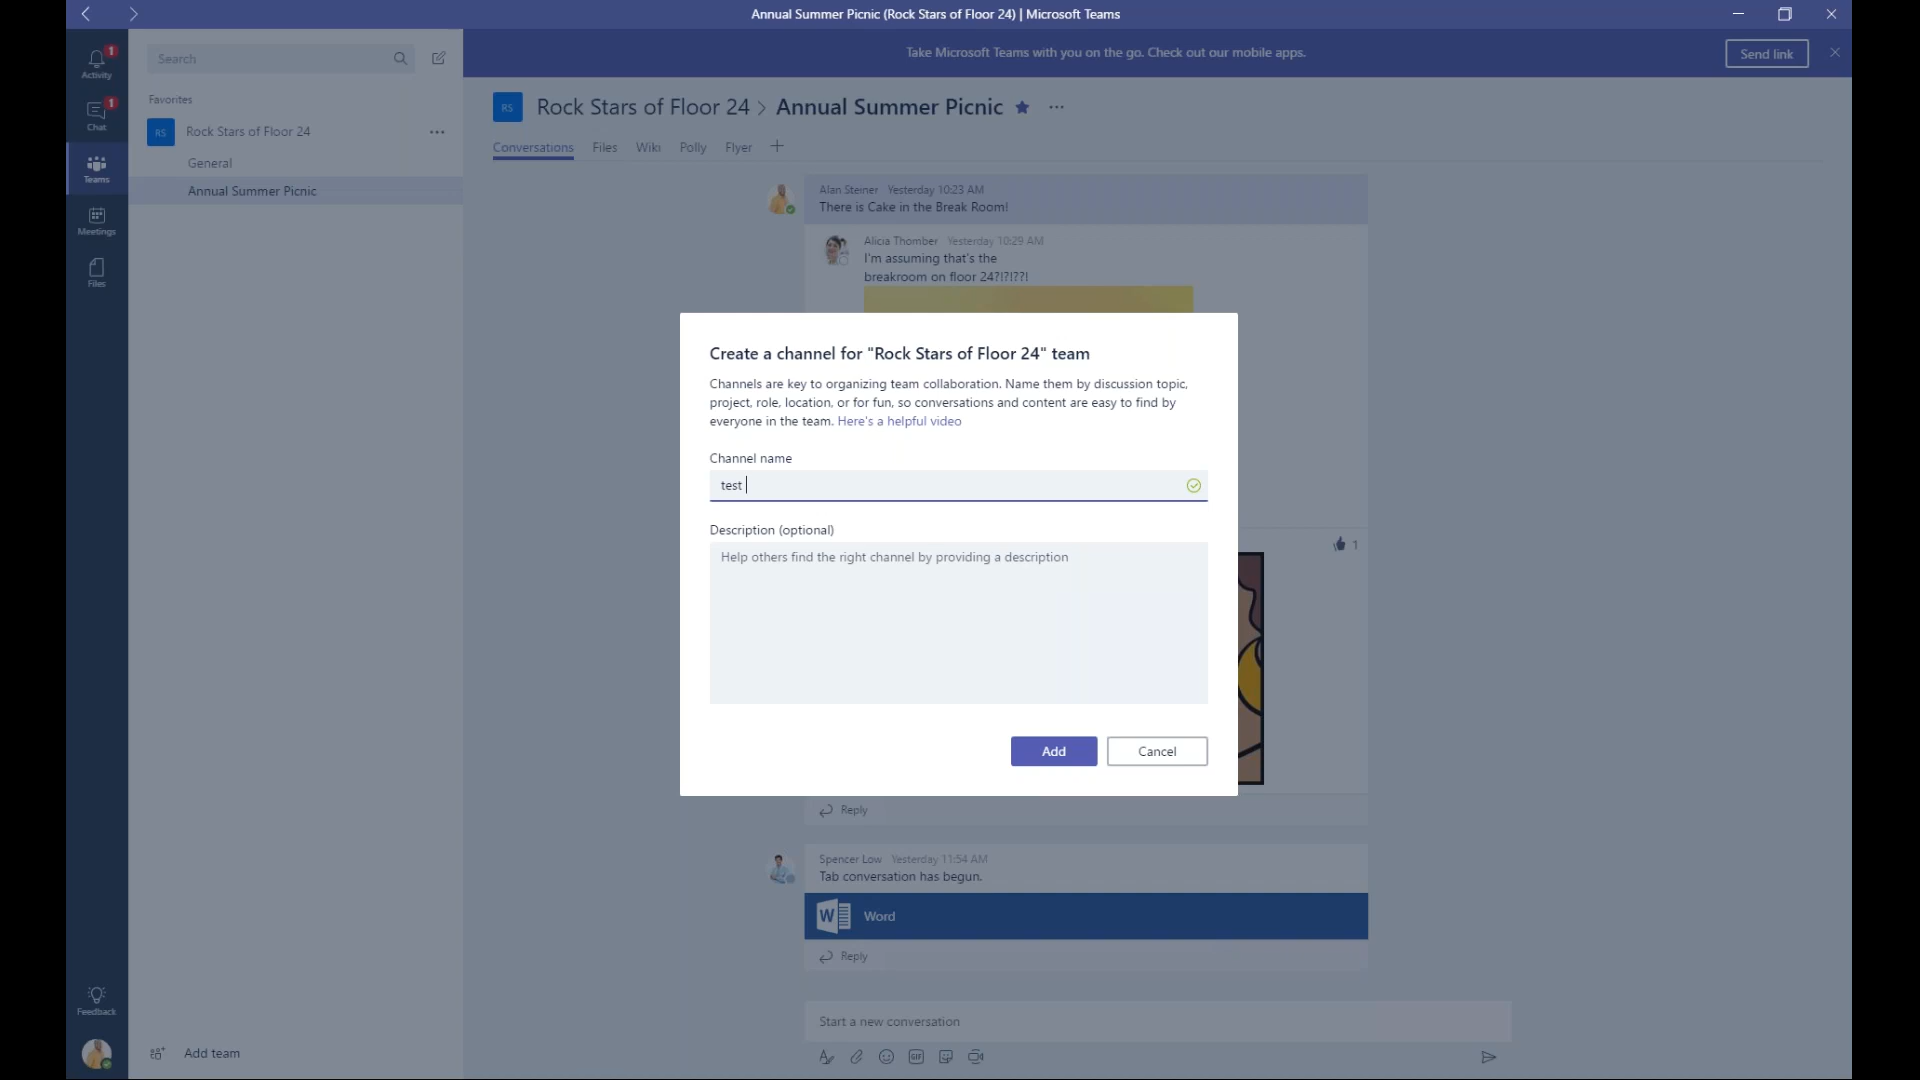 Annual Summer Picnic (Rock Stars of Floor 24) | Microsoft Teams
Search
Take Microsoft Teams with you on the go. Check out our mobile apps.
Send link
1
Activity
1
Chat
Teams
Meetings
Files
Favorites
RS Rock Stars of Floor 24
General
Annual Summer Picnic
RS Rock Stars of Floor 24 > Annual Summer Picnic
Conversations Files Wiki Polly Flyer
Alan Steiner Yesterday 10:23 AM
There is Cake in the Break Room!
Alicia Thomber Yesterday 10:29 AM
I'm assuming that's the
breakroom on floor 24?!?!??!
Create a channel for "Rock Stars of Floor 24" team
Channels are key to organizing team collaboration. Name them by discussion topic,
project, role, location, or for fun, so conversations and content are easy to find by
everyone in the team. Here's a helpful video
Channel name
test
Description (optional)
Help others find the right channel by providing a description
Add Cancel
1
Reply
Spencer Low Yesterday 11:54 AM
Tab conversation has begun.
W Word
Reply
Start a new conversation
GIF
Feedback
Add team